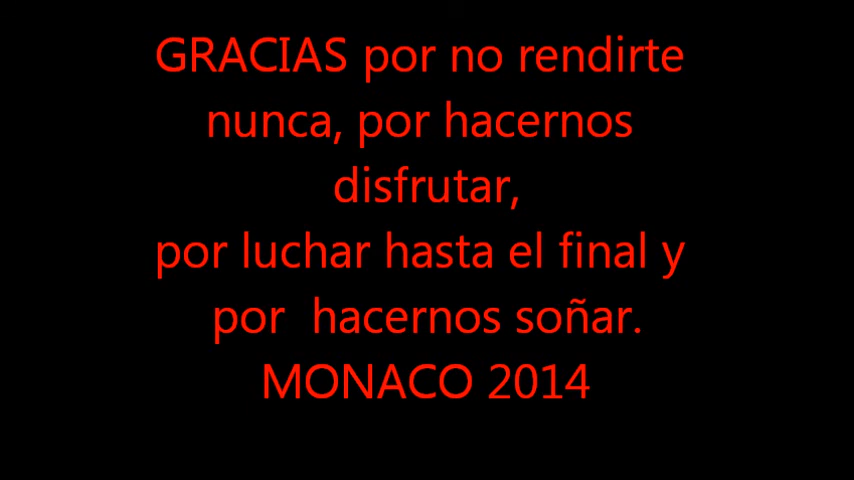 GRACIAS por no rendirte
nunca, por hacernos
disfrutar,
por luchar hasta el final y
por  hacernos soñar.
MONACO 2014